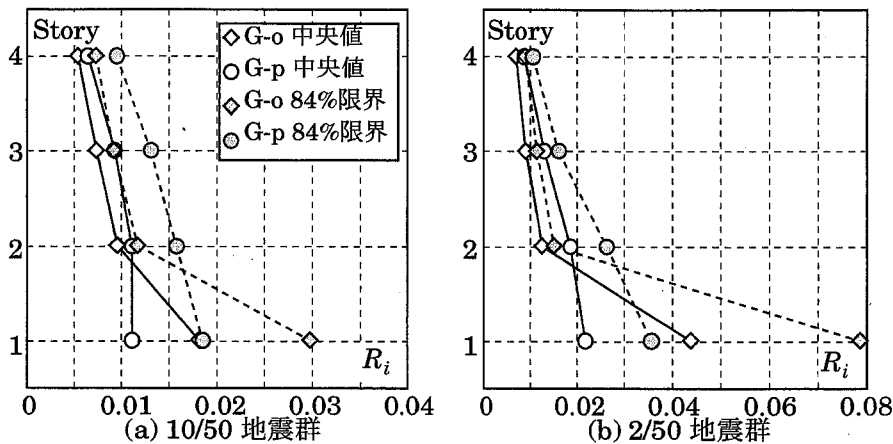 Story
4
3
2
1
G-o 中央値
G-p 中央値
G-o 84%限界
G-p 84%限界
R_i
0 0.01 0.02 0.03 0.04
(a) 10/50 地震群
Story
4
3
2
1
R_i
0 0.02 0.04 0.06 0.08
(b) 2/50 地震群